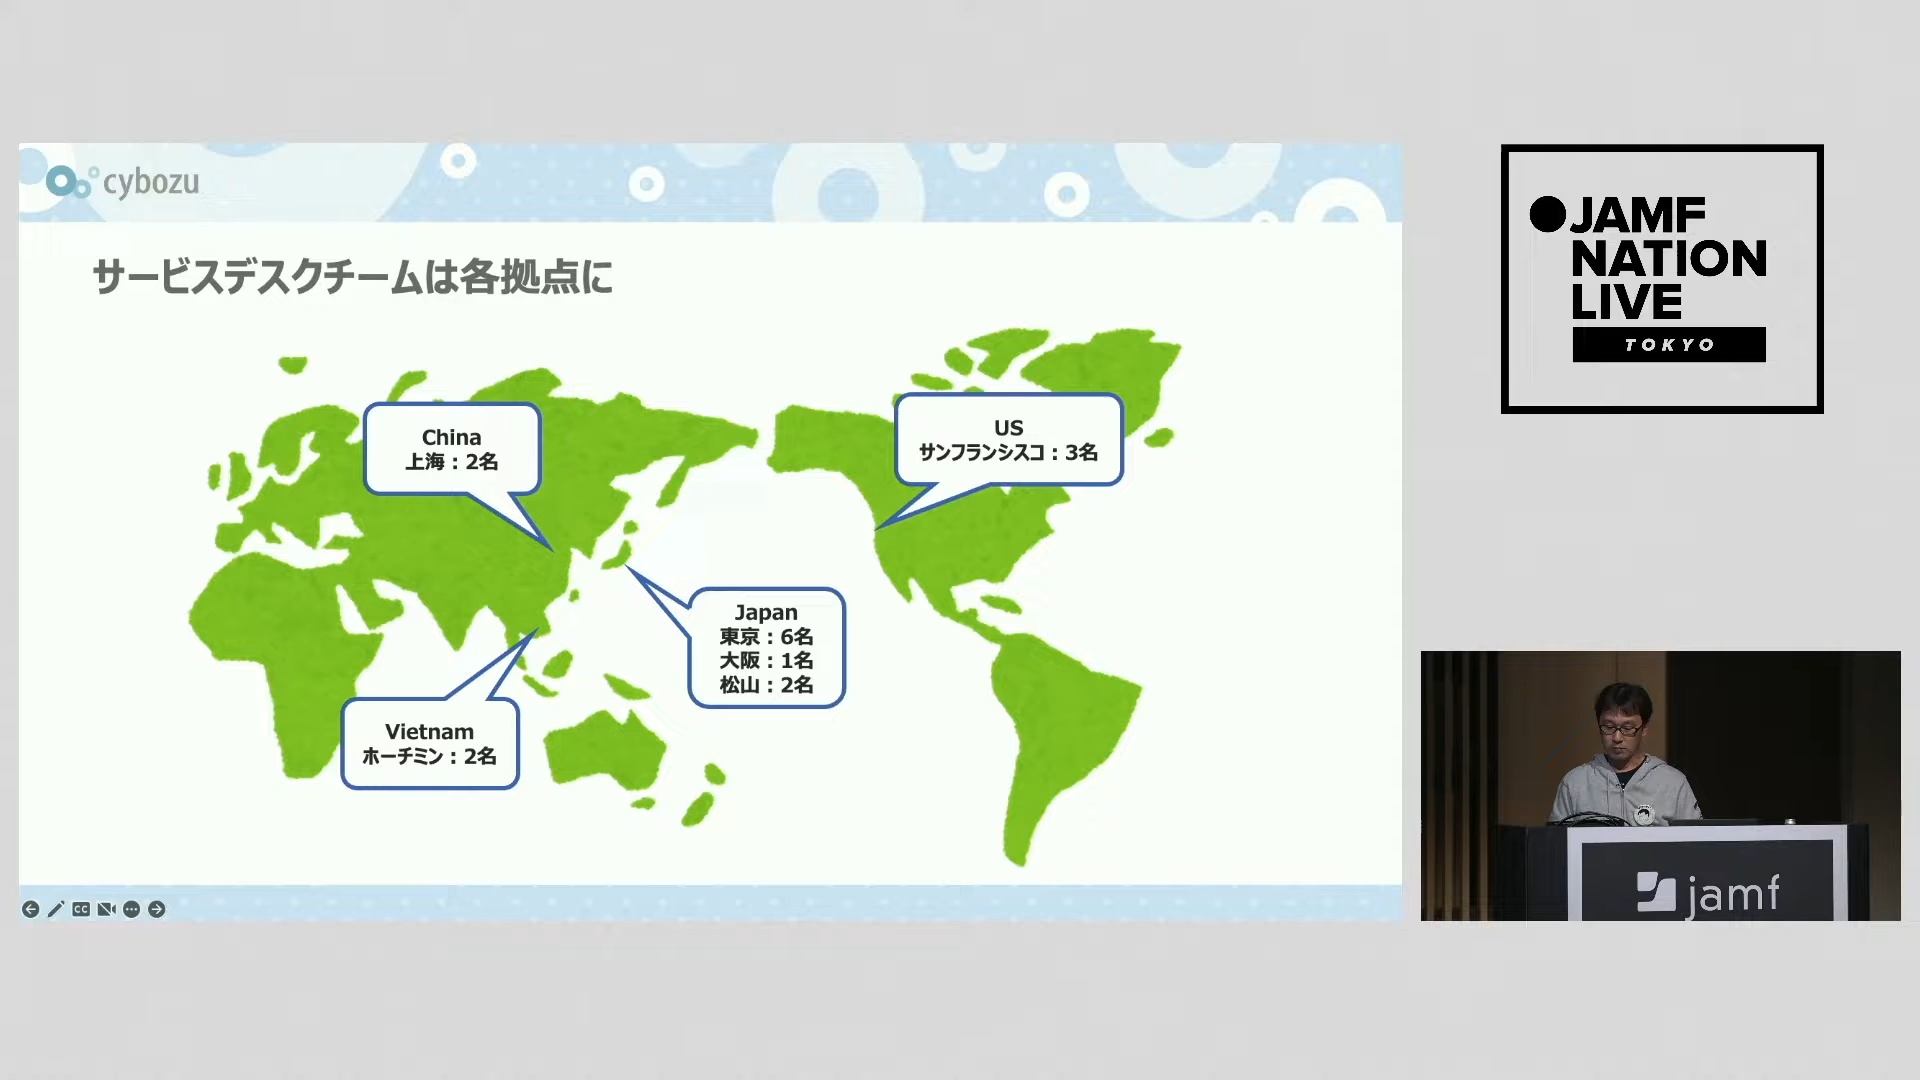 cybozu
サービスデスクチームは各拠点に
China
上海：2名
US
サンフランシスコ：3名
Japan
東京：6名
大阪：1名
松山：2名
Vietnam
ホーチミン：2名
CC
JAMF
NATION
LIVE
TOKYO
jamf